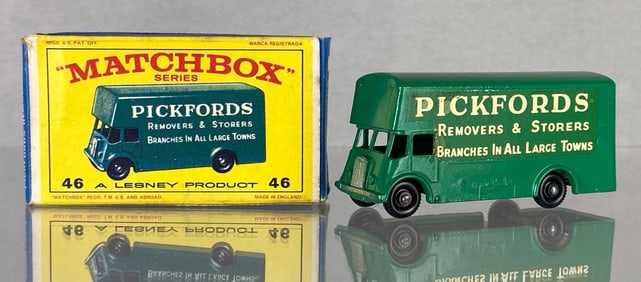 REGD U.S. PAT. OFF. MARCA REGISTRADA
"MATCHBOX"
SERIES
PICKFORDS
REMOVERS & STORERS
BRANCHES IN ALL LARGE TOWNS
46 A LESNEY PRODUCT 46
"MATCHBOX" REGD T.M. G.B. AND ABROAD. MADE IN ENGLAND
PICKFORDS
REMOVERS & STORERS
BRANCHES IN ALL LARGE TOWNS